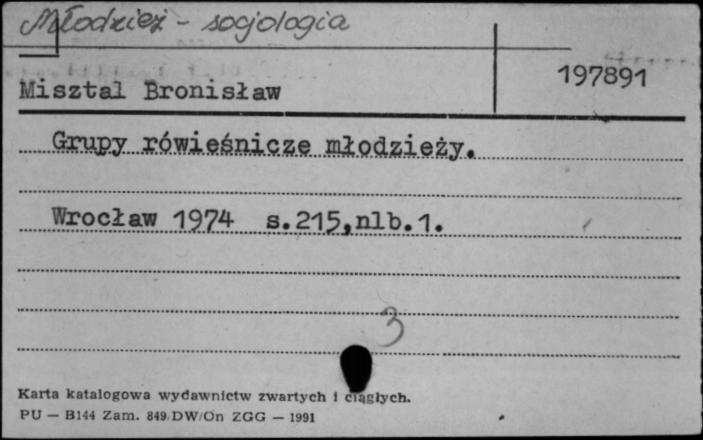 Młodzież - socjologia
197891
Misztal Bronisław
Grupy rówieśnicze młodzieży.
Wrocław 1974 s.215,nlb.1.
3
Karta katalogowa wydawnictw zwartych i ciągłych.
PU — B144 Zam. 849/DW/On ZGG — 1991